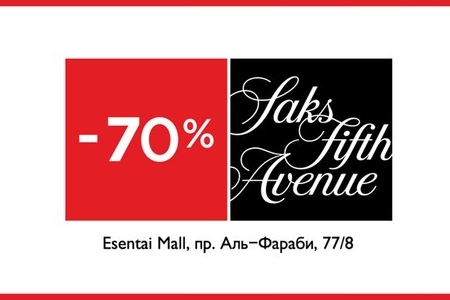 -70%
Saks
fifth
Avenue
Esentai Mall, пр. Аль-Фараби, 77/8